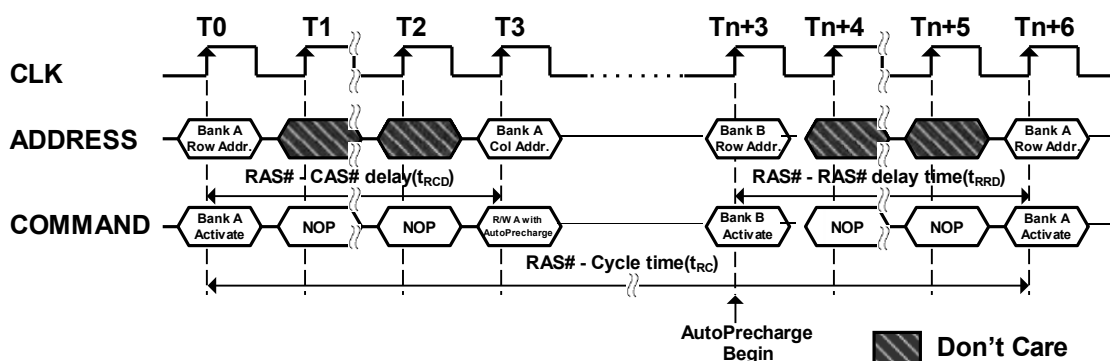 T0 T1 T2 T3 Tn+3 Tn+4 Tn+5 Tn+6
CLK
ADDRESS
Bank A
Row Addr.
Bank A
Col Addr.
Bank B
Row Addr.
Bank A
Row Addr.
RAS# - CAS# delay(tRCD)
RAS# - RAS# delay time(tRRD)
COMMAND
Bank A
Activate
NOP
NOP
R/W A with
AutoPrecharge
Bank B
Activate
NOP
NOP
Bank A
Activate
RAS# - Cycle time(tRC)
AutoPrecharge
Begin
Don't Care